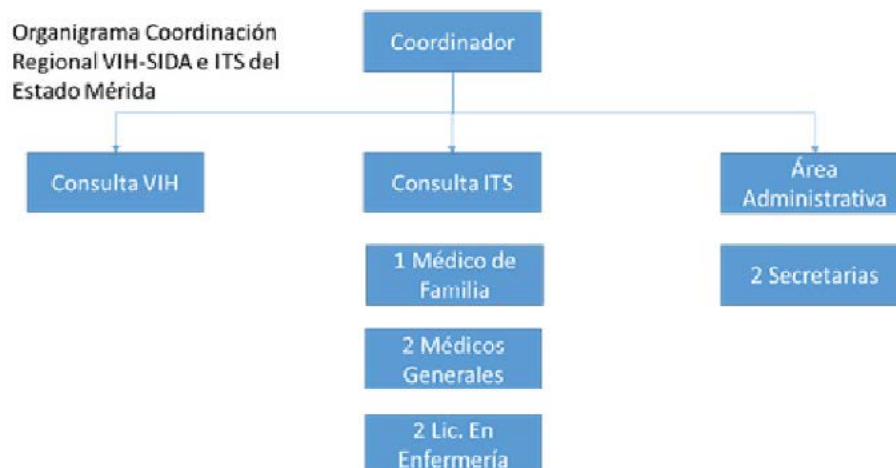 Organigrama Coordinación
Regional VIH-SIDA e ITS del
Estado Mérida
Coordinador
Consulta VIH
Consulta ITS
Área
Administrativa
1 Médico de
Familia
2 Secretarias
2 Médicos
Generales
2 Lic. En
Enfermería